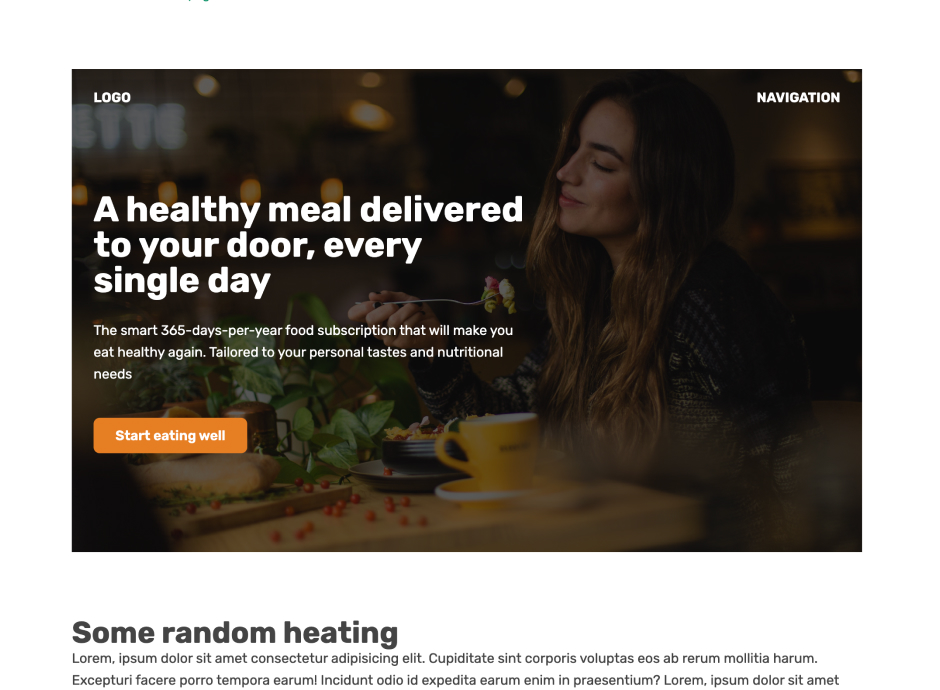 LOGO
NAVIGATION
ETTE
A healthy meal delivered
to your door, every
single day
The smart 365-days-per-year food subscription that will make you
eat healthy again. Tailored to your personal tastes and nutritional
needs
Start eating well
Some random heating
Lorem, ipsum dolor sit amet consectetur adipisicing elit. Cupiditate sint corporis voluptas eos ab rerum mollitia harum.
Excepturi facere porro tempora earum! Incidunt odio id expedita earum enim in praesentium? Lorem, ipsum dolor sit amet